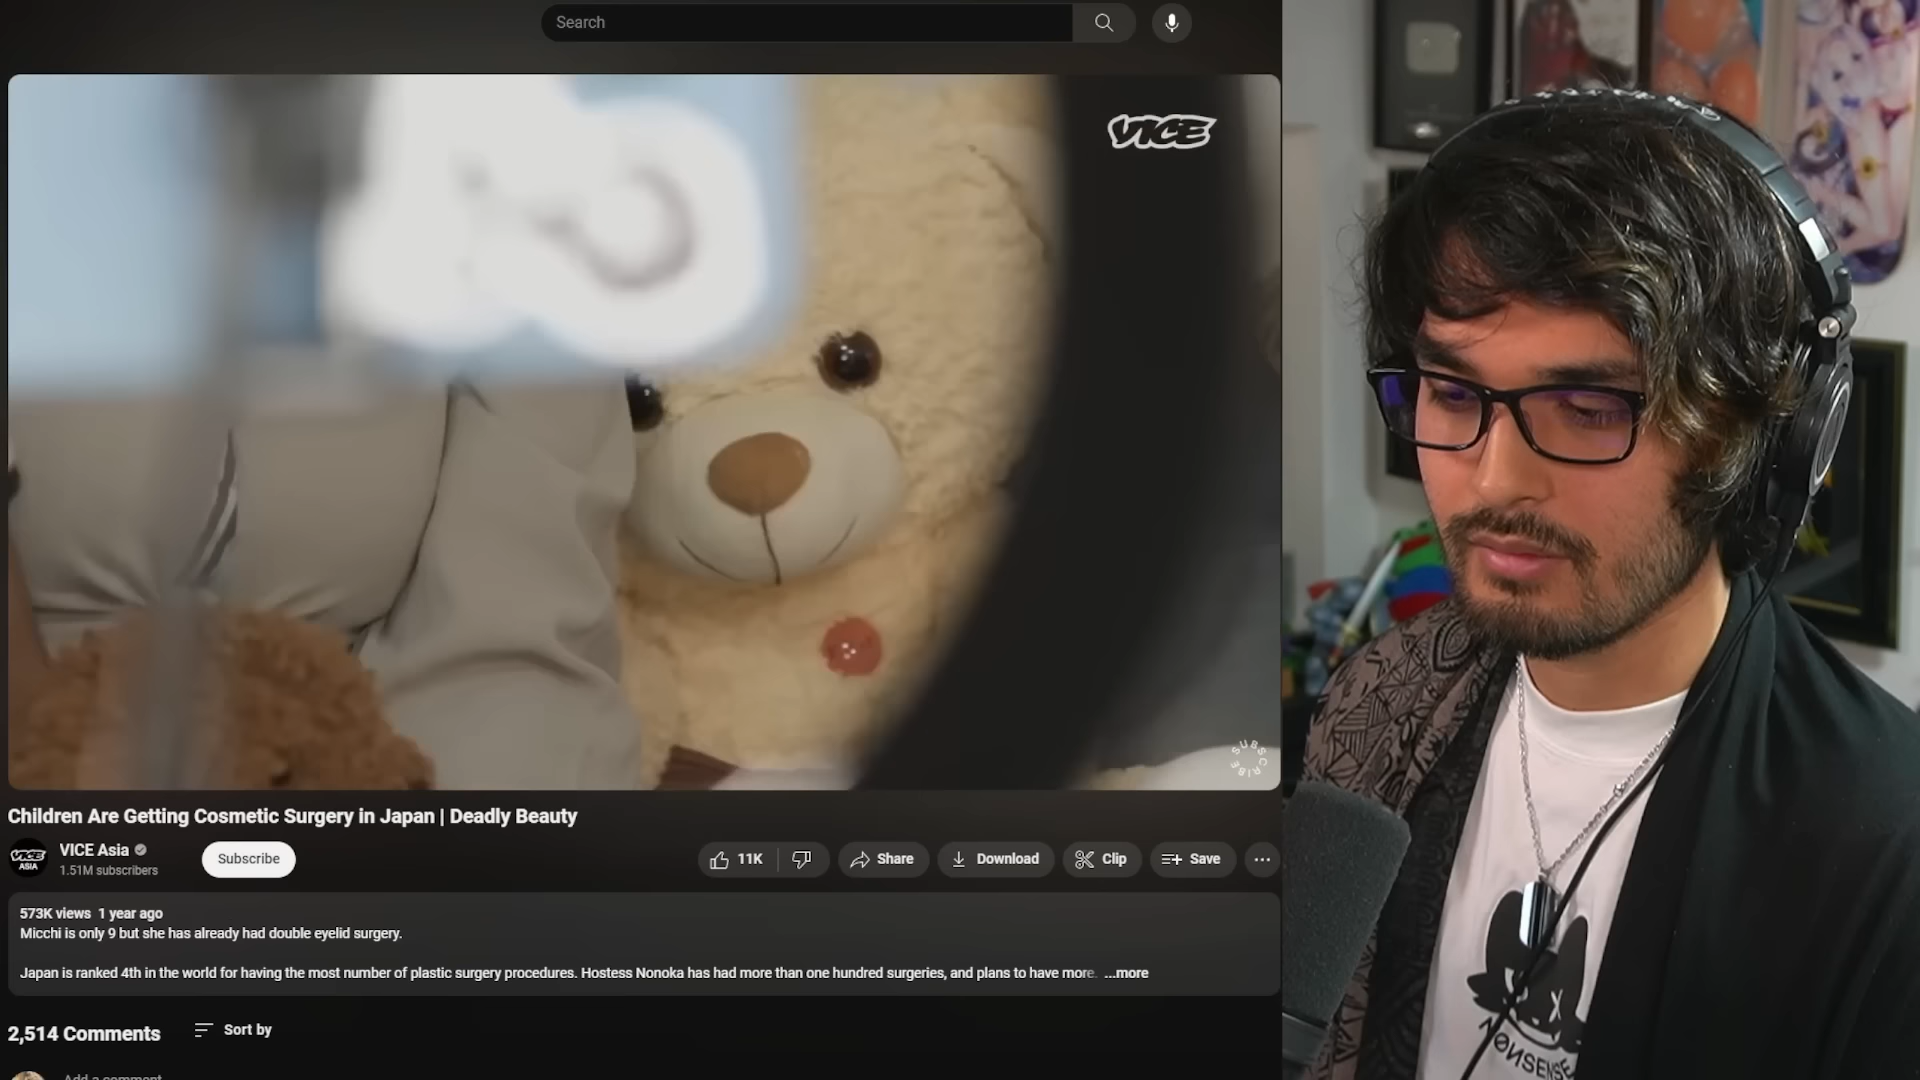 Search
VICE
SUBSCRIBE
Children Are Getting Cosmetic Surgery in Japan | Deadly Beauty
VICE ASIA
VICE Asia
1.51M subscribers
Subscribe
11K
Share
Download
Clip
Save
573K views 1 year ago
Micchi is only 9 but she has already had double eyelid surgery.
Japan is ranked 4th in the world for having the most number of plastic surgery procedures. Hostess Nonoka has had more than one hundred surgeries, and plans to have more. ...more
2,514 Comments
Sort by
Add a comment
NONSENSE